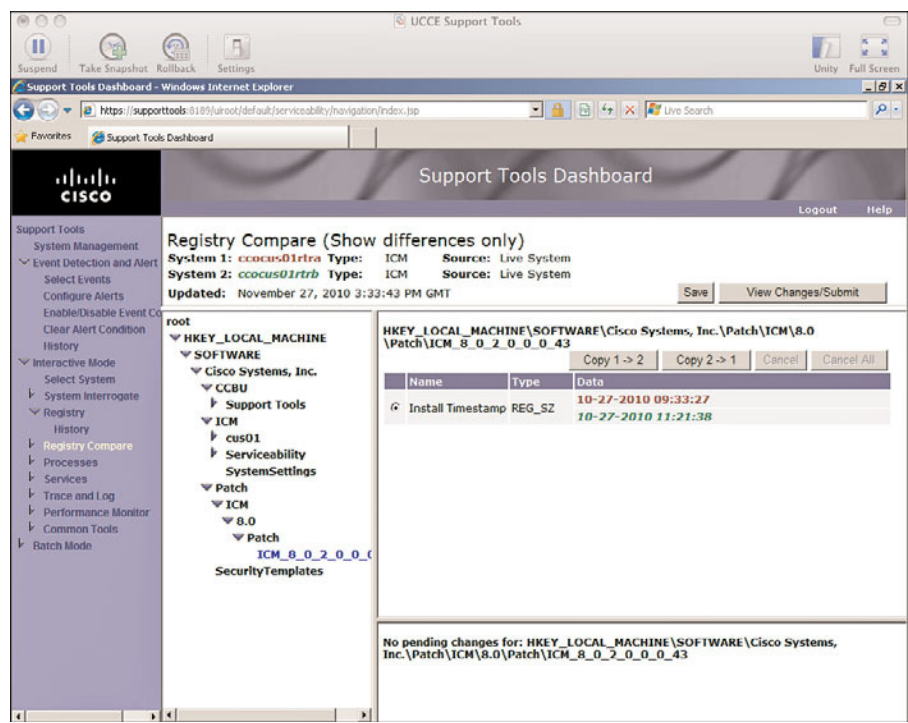 UCCE Support Tools
Suspend Take Snapshot Rollback Settings Unity Full Screen
Support Tools Dashboard - Windows Internet Explorer
https://supporttools:8189/uiroot/default/serviceability/navigation/index.jsp Live Search
Favorites Support Tools Dashboard
CISCO
Support Tools Dashboard
Logout Help
Support Tools
System Management
Event Detection and Alert
Select Events
Configure Alerts
Enable/Disable Event Co
Clear Alert Condition
History
Interactive Mode
Select System
System Interrogate
Registry
History
Registry Compare
Processes
Services
Trace and Log
Performance Monitor
Common Tools
Batch Mode
Registry Compare (Show differences only)
System 1: ccocus01rtra Type: ICM Source: Live System
System 2: ccocus01rtrb Type: ICM Source: Live System
Updated: November 27, 2010 3:33:43 PM GMT Save View Changes/Submit
root
HKEY_LOCAL_MACHINE
SOFTWARE
Cisco Systems, Inc.
CCBU
Support Tools
ICM
cus01
Serviceability
SystemSettings
Patch
ICM
8.0
Patch
ICM_8_0_2_0_0_0
SecurityTemplates
HKEY_LOCAL_MACHINE\SOFTWARE\Cisco Systems, Inc.\Patch\ICM\8.0
\Patch\ICM_8_0_2_0_0_0_43
Copy 1 -> 2 Copy 2 -> 1 Cancel Cancel All
Name Type Data
Install Timestamp REG_SZ
10-27-2010 09:33:27
10-27-2010 11:21:38
No pending changes for: HKEY_LOCAL_MACHINE\SOFTWARE\Cisco Systems,
Inc.\Patch\ICM\8.0\Patch\ICM_8_0_2_0_0_0_43